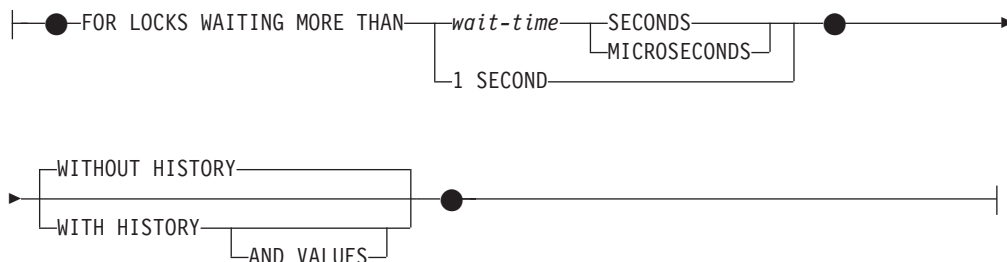 FOR LOCKS WAITING MORE THAN wait-time SECONDS
MICROSECONDS
1 SECOND
WITHOUT HISTORY
WITH HISTORY
AND VALUES